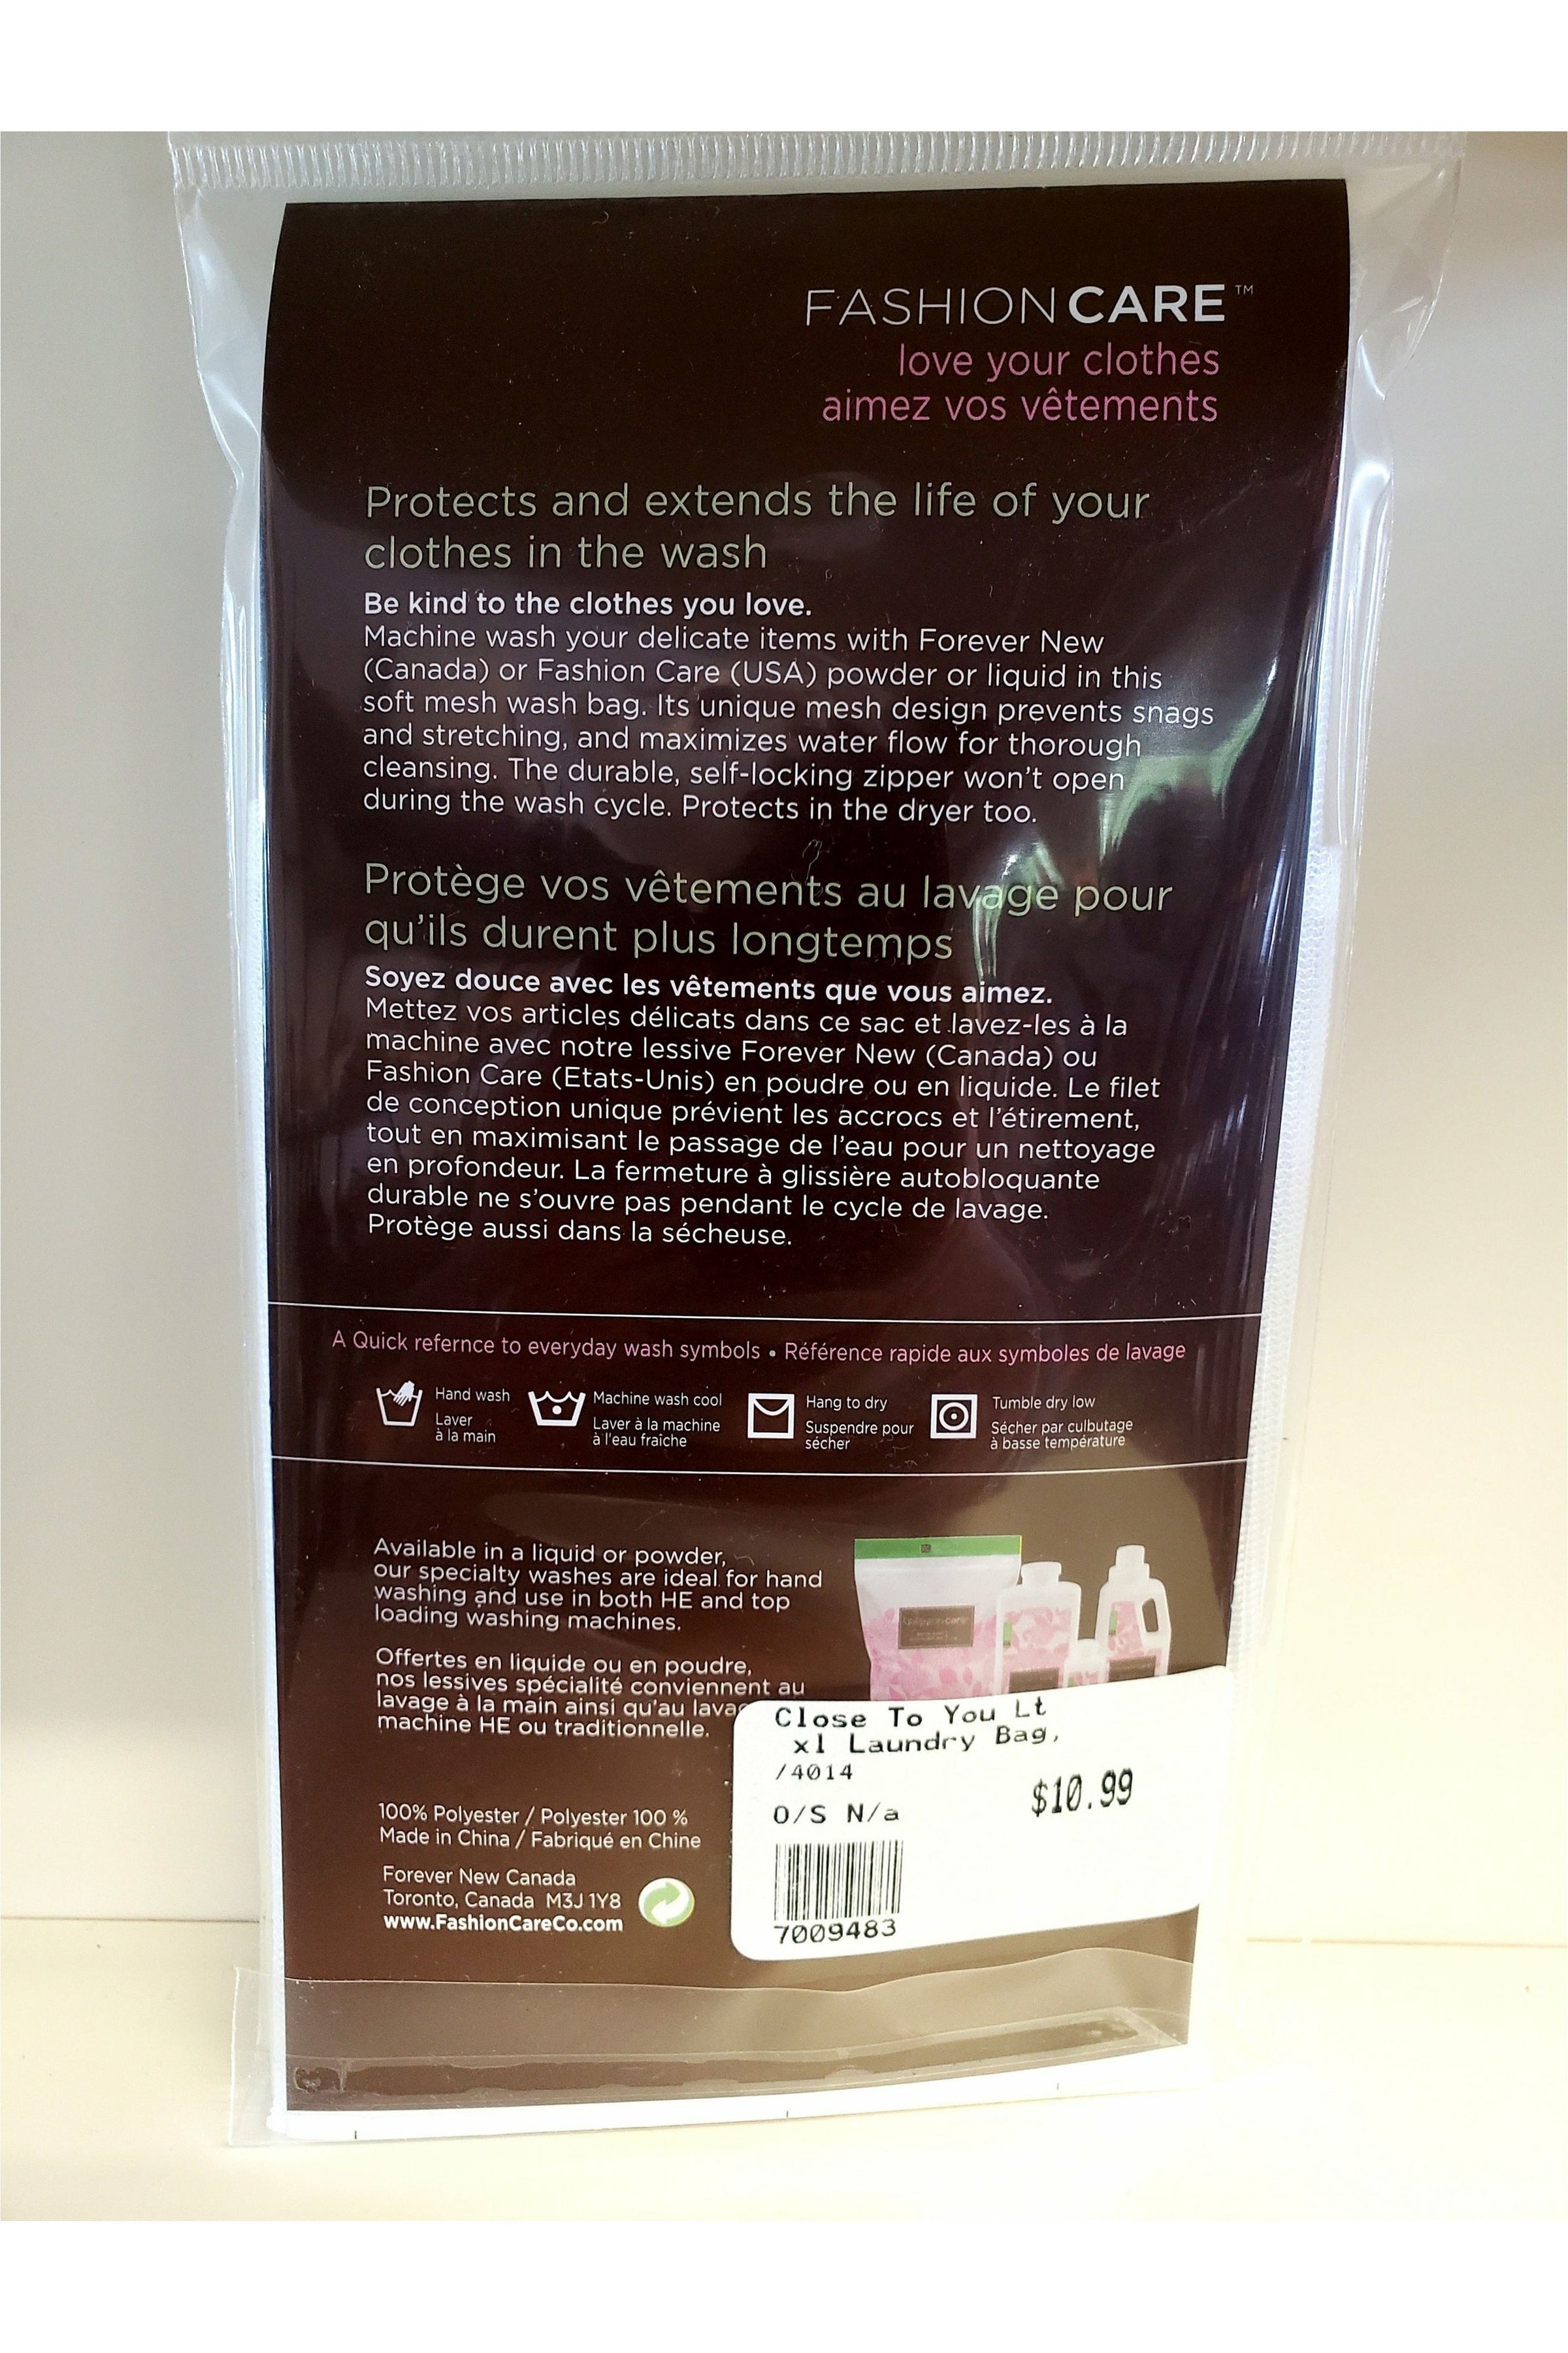 FASHIONCARE™
love your clothes
aimez vos vêtements
Protects and extends the life of your
clothes in the wash
Be kind to the clothes you love.
Machine wash your delicate items with Forever New
(Canada) or Fashion Care (USA) powder or liquid in this
soft mesh wash bag. Its unique mesh design prevents snags
and stretching, and maximizes water flow for thorough
cleansing. The durable, self-locking zipper won't open
during the wash cycle. Protects in the dryer too.
Protège vos vêtements au lavage pour
qu'ils durent plus longtemps
Soyez douce avec les vêtements que vous aimez.
Mettez vos articles délicats dans ce sac et lavez-les à la
machine avec notre lessive Forever New (Canada) ou
Fashion Care (Etats-Unis) en poudre ou en liquide. Le filet
de conception unique prévient les accrocs et l'étirement,
tout en maximisant le passage de l'eau pour un nettoyage
en profondeur. La fermeture à glissière autobloquante
durable ne s'ouvre pas pendant le cycle de lavage.
Protège aussi dans la sécheuse.
A Quick refernce to everyday wash symbols • Référence rapide aux symboles de lavage
Hand wash
Laver
à la main
Machine wash cool
Laver à la machine
à l'eau fraîche
Hang to dry
Suspendre pour
sécher
Tumble dry low
Sécher par culbutage
à basse température
Available in a liquid or powder,
our specialty washes are ideal for hand
washing and use in both HE and top
loading washing machines.
Offertes en liquide ou en poudre,
nos lessives spécialité conviennent au
lavage à la main ainsi qu'au
machine HE ou traditionnelle.
100% Polyester / Polyester 100 %
Made in China / Fabriqué en Chine
Forever New Canada
Toronto, Canada M3J 1Y8
www.FashionCareCo.com
Close To You Lt
xl Laundry Bag,
/4014
O/S N/a
$10.99
7009483